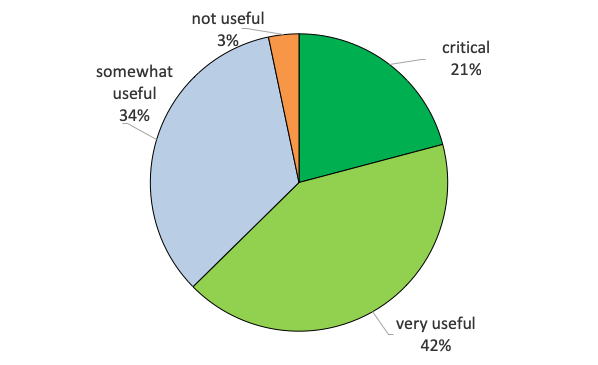 not useful
3%
critical
21%
somewhat
useful
34%
very useful
42%